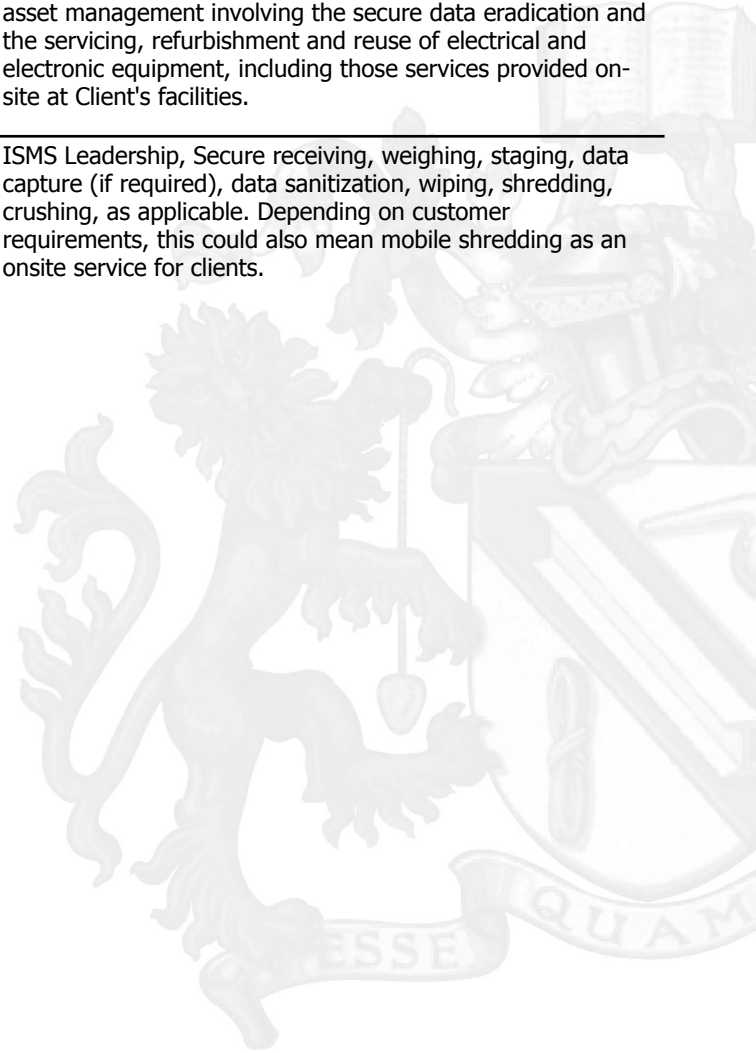 asset management involving the secure data eradication and
the servicing, refurbishment and reuse of electrical and
electronic equipment, including those services provided on-
site at Client's facilities.
ISMS Leadership, Secure receiving, weighing, staging, data
capture (if required), data sanitization, wiping, shredding,
crushing, as applicable. Depending on customer
requirements, this could also mean mobile shredding as an
onsite service for clients.
ESSE QUAM